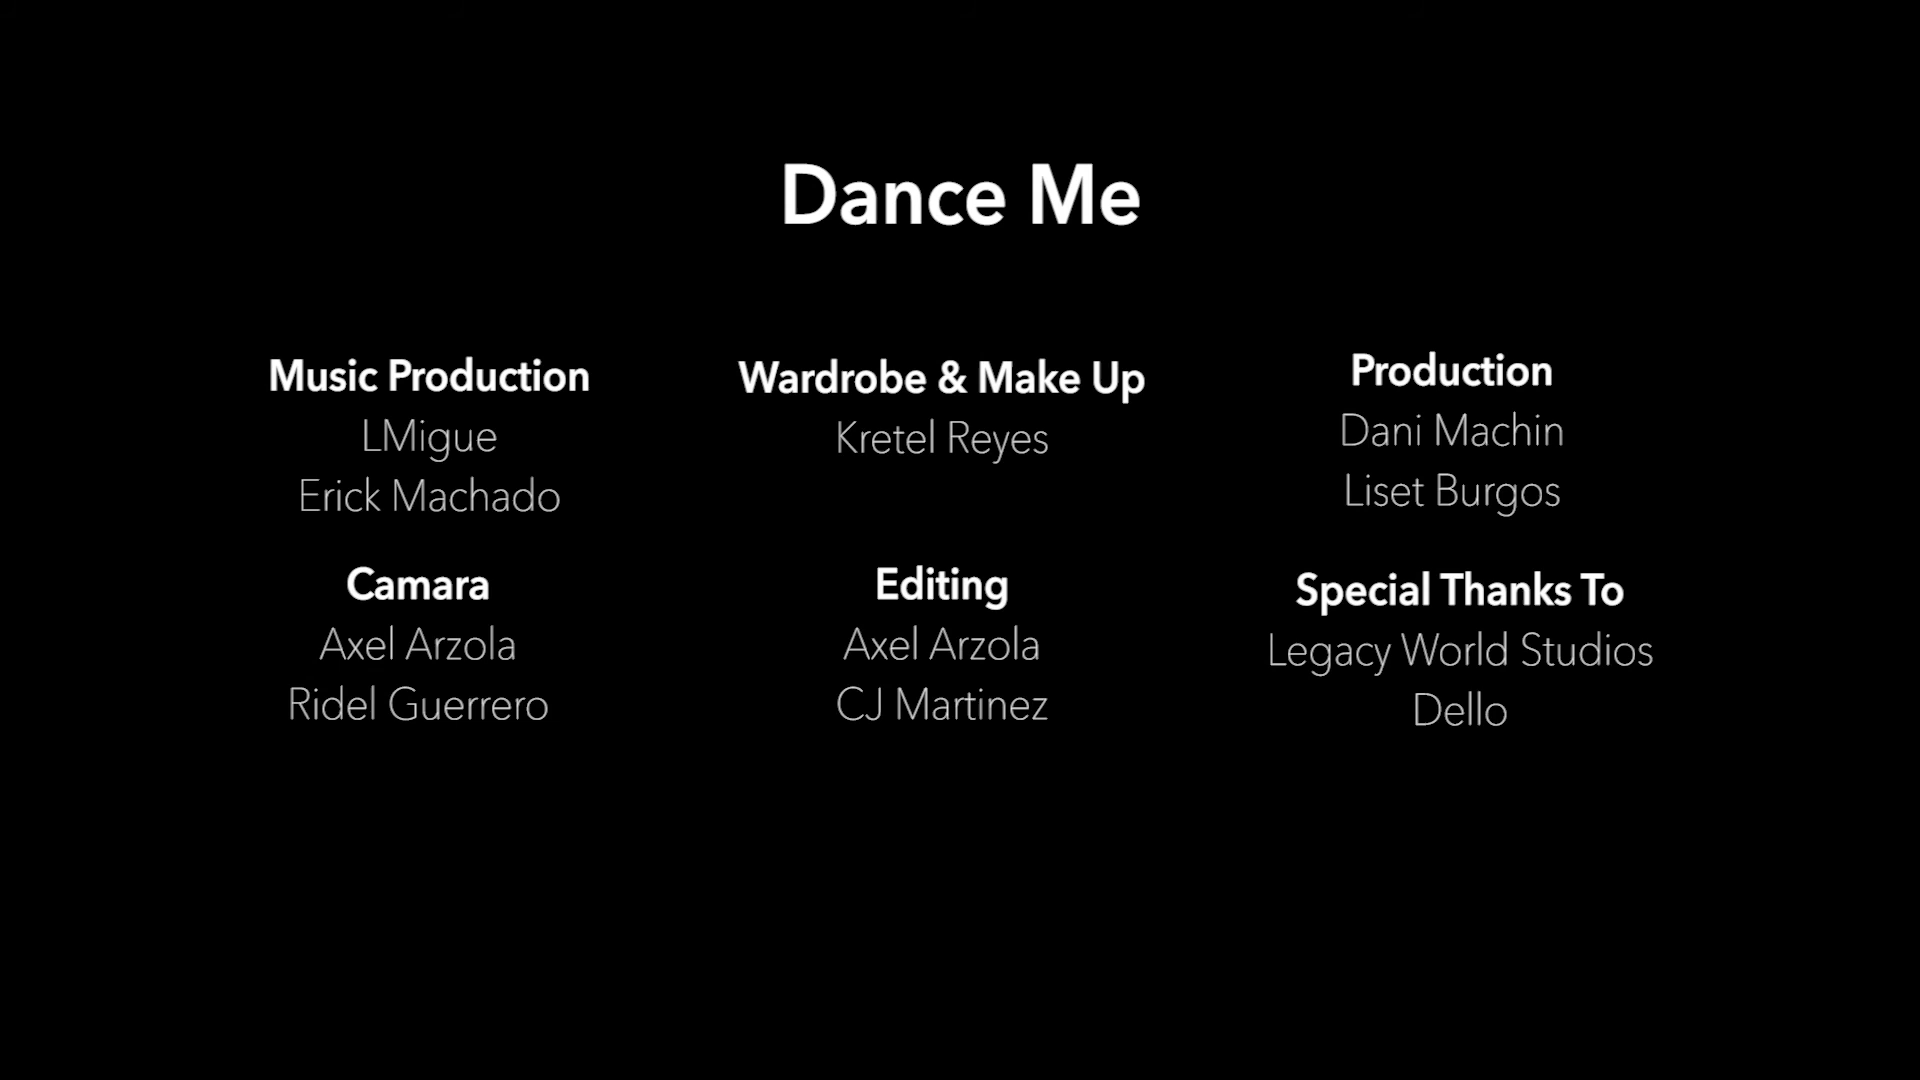 Dance Me
Music Production
LMigue
Erick Machado
Wardrobe & Make Up
Kretel Reyes
Production
Dani Machin
Liset Burgos
Camara
Axel Arzola
Ridel Guerrero
Editing
Axel Arzola
CJ Martinez
Special Thanks To
Legacy World Studios
Dello